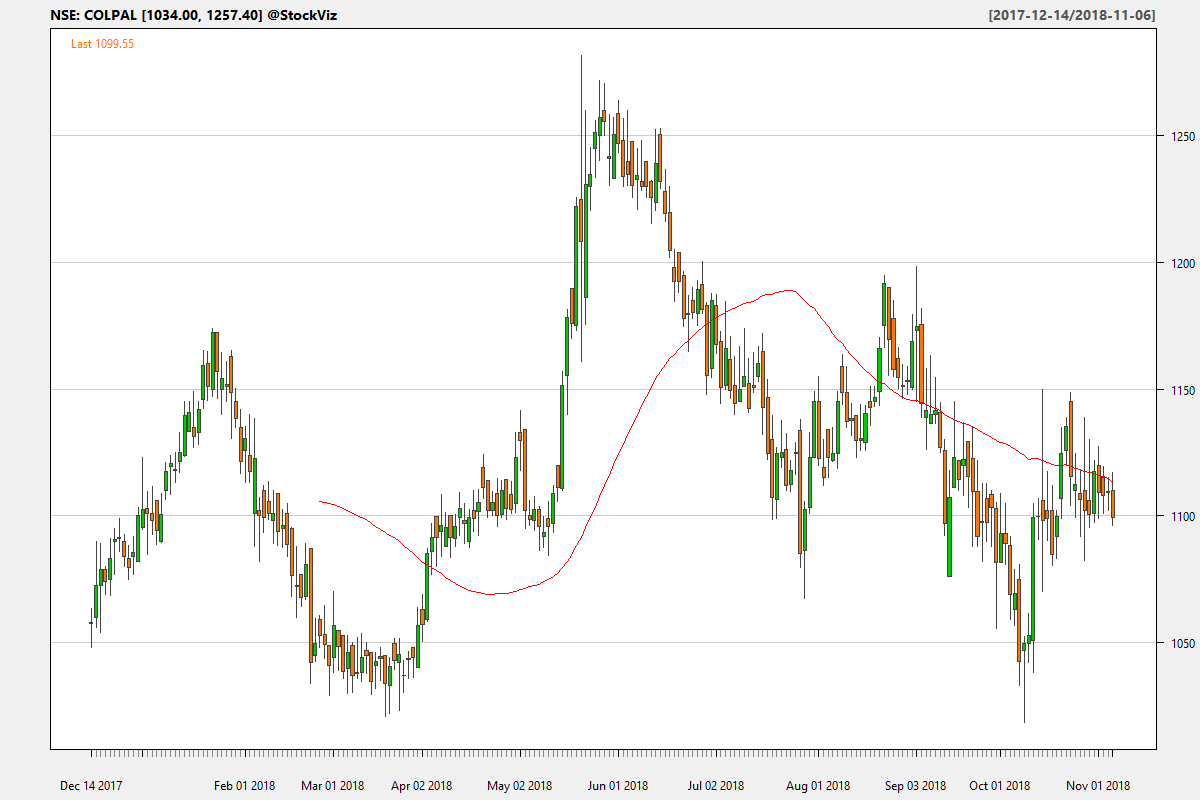 NSE: COLPAL [1034.00, 1257.40] @StockViz [2017-12-14/2018-11-06]
Last 1099.55
1250
1200
1150
1100
1050
Dec 14 2017 Feb 01 2018 Mar 01 2018 Apr 02 2018 May 02 2018 Jun 01 2018 Jul 02 2018 Aug 01 2018 Sep 03 2018 Oct 01 2018 Nov 01 2018